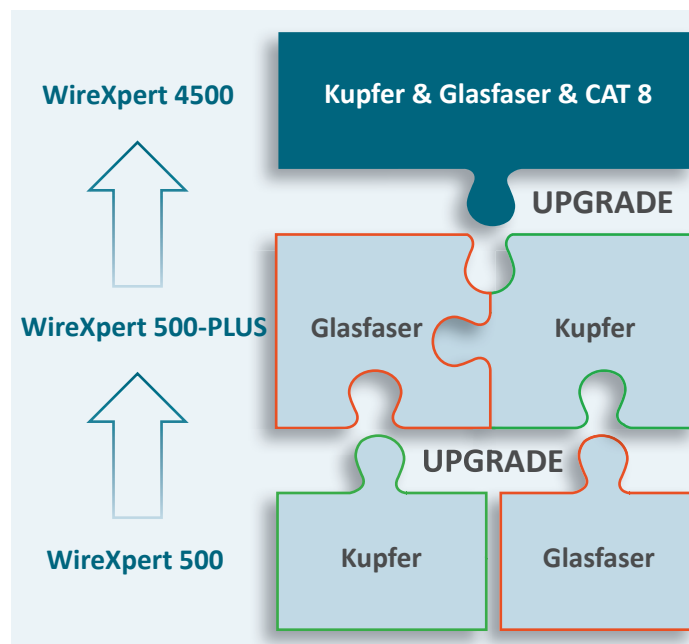 WireXpert 4500
Kupfer & Glasfaser & CAT 8
UPGRADE
WireXpert 500-PLUS
Glasfaser
Kupfer
UPGRADE
WireXpert 500
Kupfer
Glasfaser